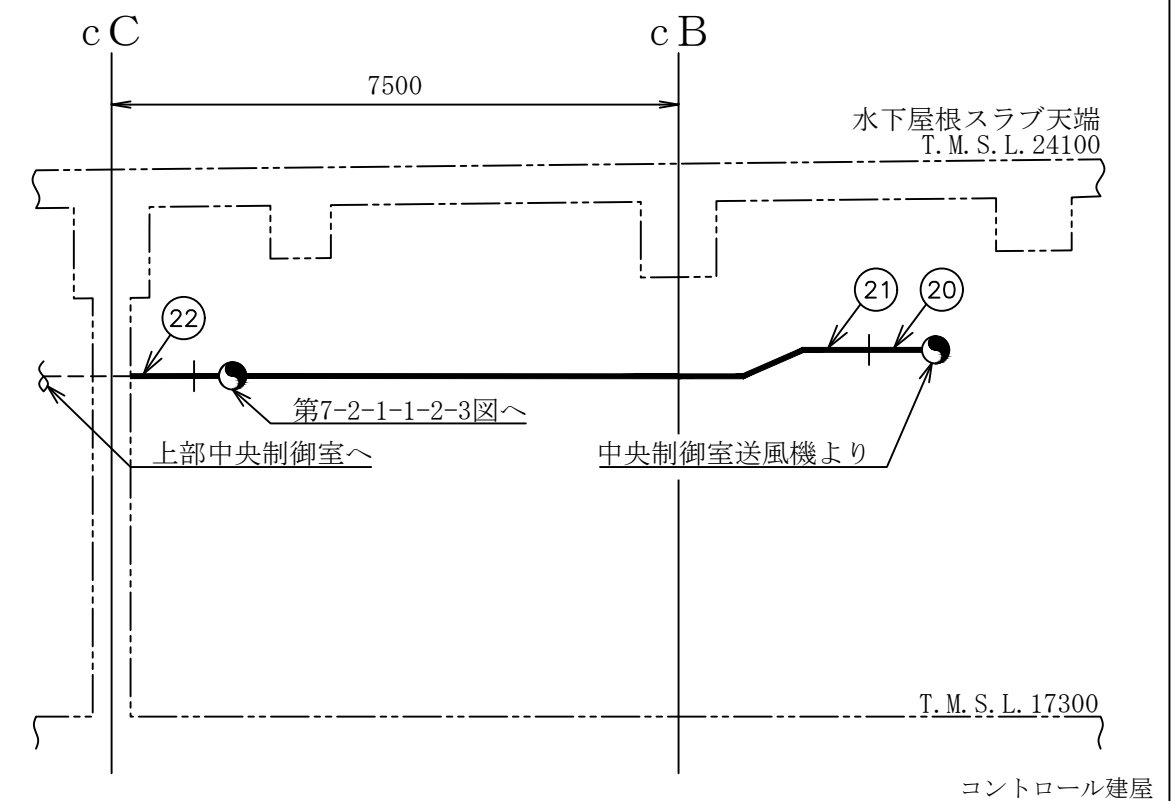 cC
cB
7500
水下屋根スラブ天端
T.M.S.L.24100
21
20
22
第7-2-1-1-2-3図へ
上部中央制御室へ
中央制御室送風機より
T.M.S.L.17300
コントロール建屋